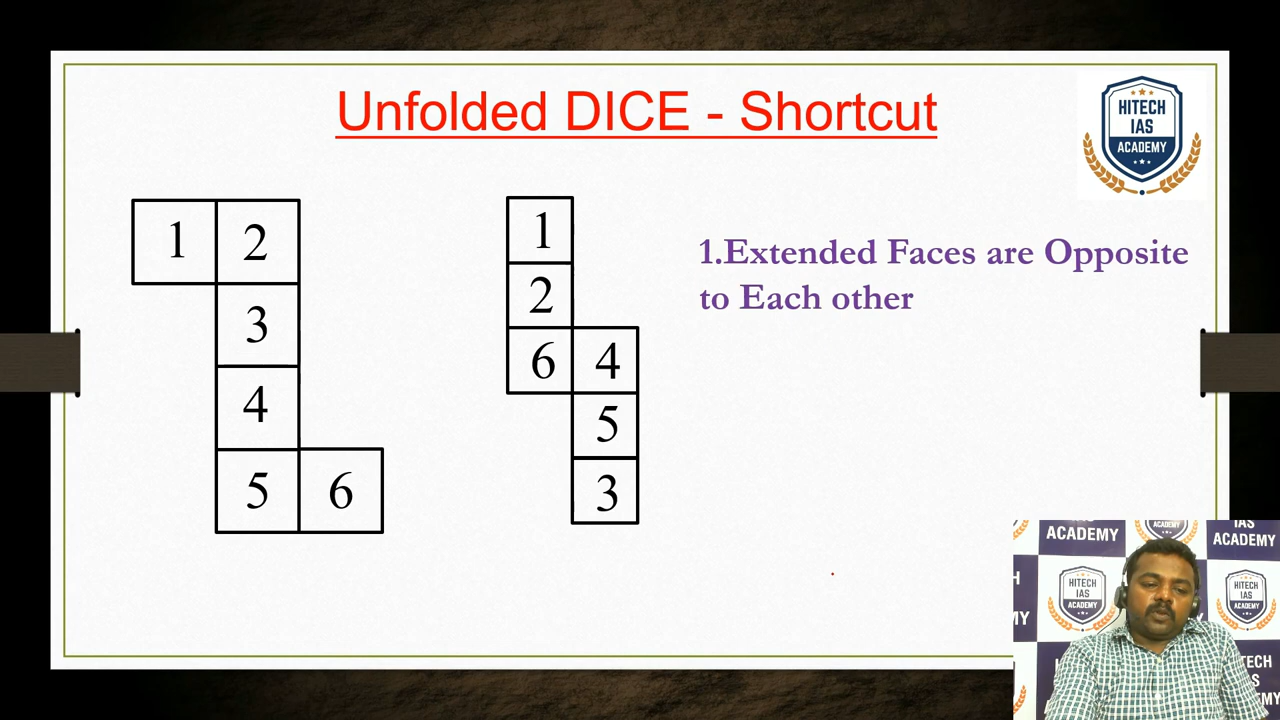 Unfolded DICE - Shortcut
HITECH
IAS
ACADEMY
1 2
3
4
5 6
1
2
6 4
5
3
1.Extended Faces are Opposite
to Each other
ACADEMY
IAS
ACADEMY
HITECH
IAS
ACADEMY
HITECH
IAS
ACADEMY